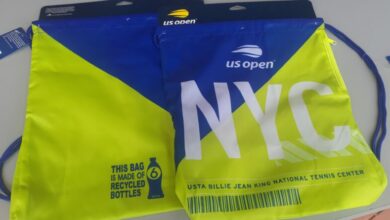 us open
us open
NYC
USTA BILLIE JEAN KING NATIONAL TENNIS CENTER
THIS BAG
IS MADE OF
RECYCLED
BOTTLES
6